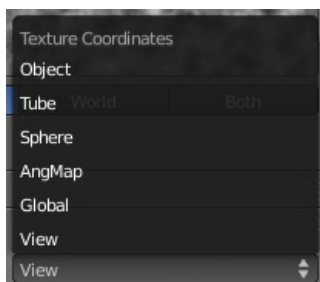 Texture Coordinates
Object
Tube World Both
Sphere
AngMap
Global
View
View